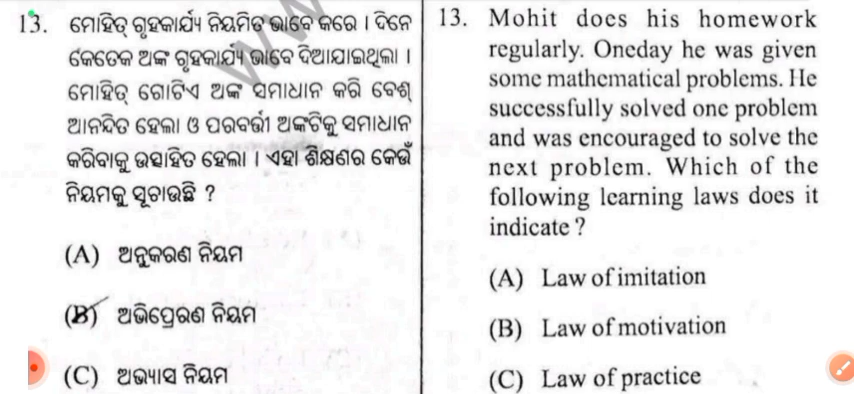 13. ମୋହିତ୍ ଗୃହକାର୍ଯ୍ୟ ନିୟମିତ ଭାବେ କରେ । ଦିନେ
କେତେକ ଅଙ୍କ ଗୃହକାର୍ଯ୍ୟ ଭାବେ ଦିଆଯାଇଥିଲା ।
ମୋହିତ୍ ଗୋଟିଏ ଅଙ୍କ ସମାଧାନ କରି ବେଶ୍
ଆନନ୍ଦିତ ହେଲା ଓ ପରବର୍ତ୍ତୀ ଅଙ୍କଟିକୁ ସମାଧାନ
କରିବାକୁ ଉତ୍ସାହିତ ହେଲା । ଏହା ଶିକ୍ଷଣର କେଉଁ
ନିୟମକୁ ସୂଚାଉଛି ?
(A) ଅନୁକରଣ ନିୟମ
(B) ଅଭିପ୍ରେରଣ ନିୟମ
(C) ଅଭ୍ୟାସ ନିୟମ
13. Mohit does his homework
regularly. Oneday he was given
some mathematical problems. He
successfully solved one problem
and was encouraged to solve the
next problem. Which of the
following learning laws does it
indicate ?
(A) Law of imitation
(B) Law of motivation
(C) Law of practice